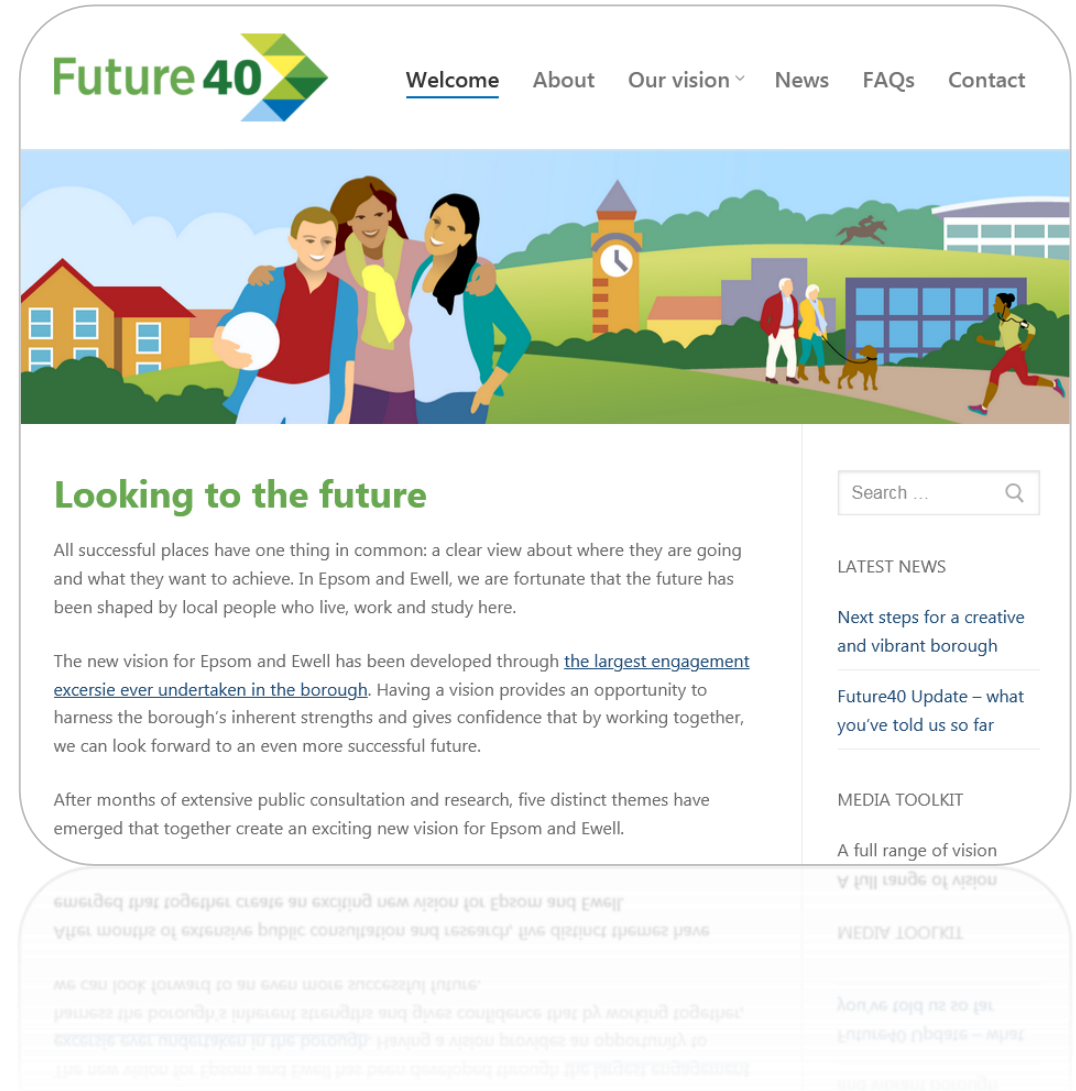 Future 40
Welcome About Our vision News FAQs Contact
Looking to the future
All successful places have one thing in common: a clear view about where they are going
and what they want to achieve. In Epsom and Ewell, we are fortunate that the future has
been shaped by local people who live, work and study here.
The new vision for Epsom and Ewell has been developed through the largest engagement
excersie ever undertaken in the borough. Having a vision provides an opportunity to
harness the borough's inherent strengths and gives confidence that by working together,
we can look forward to an even more successful future.
After months of extensive public consultation and research, five distinct themes have
emerged that together create an exciting new vision for Epsom and Ewell.
Search …
LATEST NEWS
Next steps for a creative
and vibrant borough
Future40 Update – what
you've told us so far
MEDIA TOOLKIT
A full range of vision